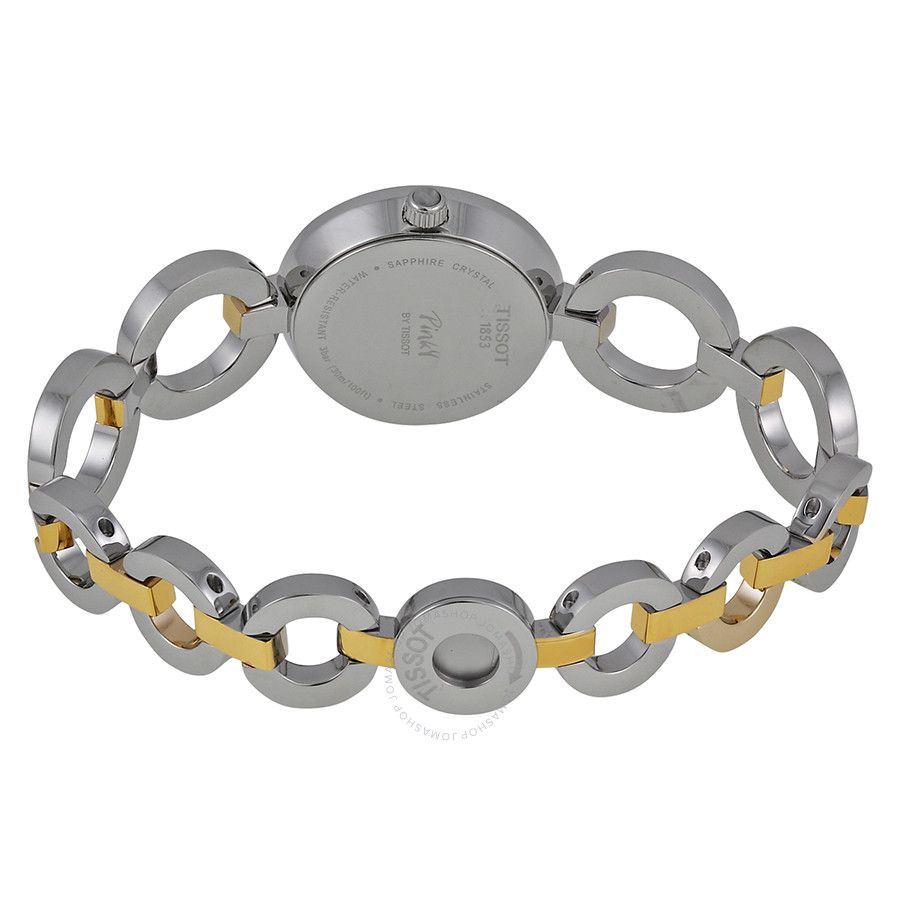 TISSOT
1853
Pinky
BY TISSOT
STAINLESS STEEL • WATER-RESISTANT 3bar (30m/100ft) • SAPPHIRE CRYSTAL
TISSOT
JOMASHOP JOMASHOP JOMASHOP